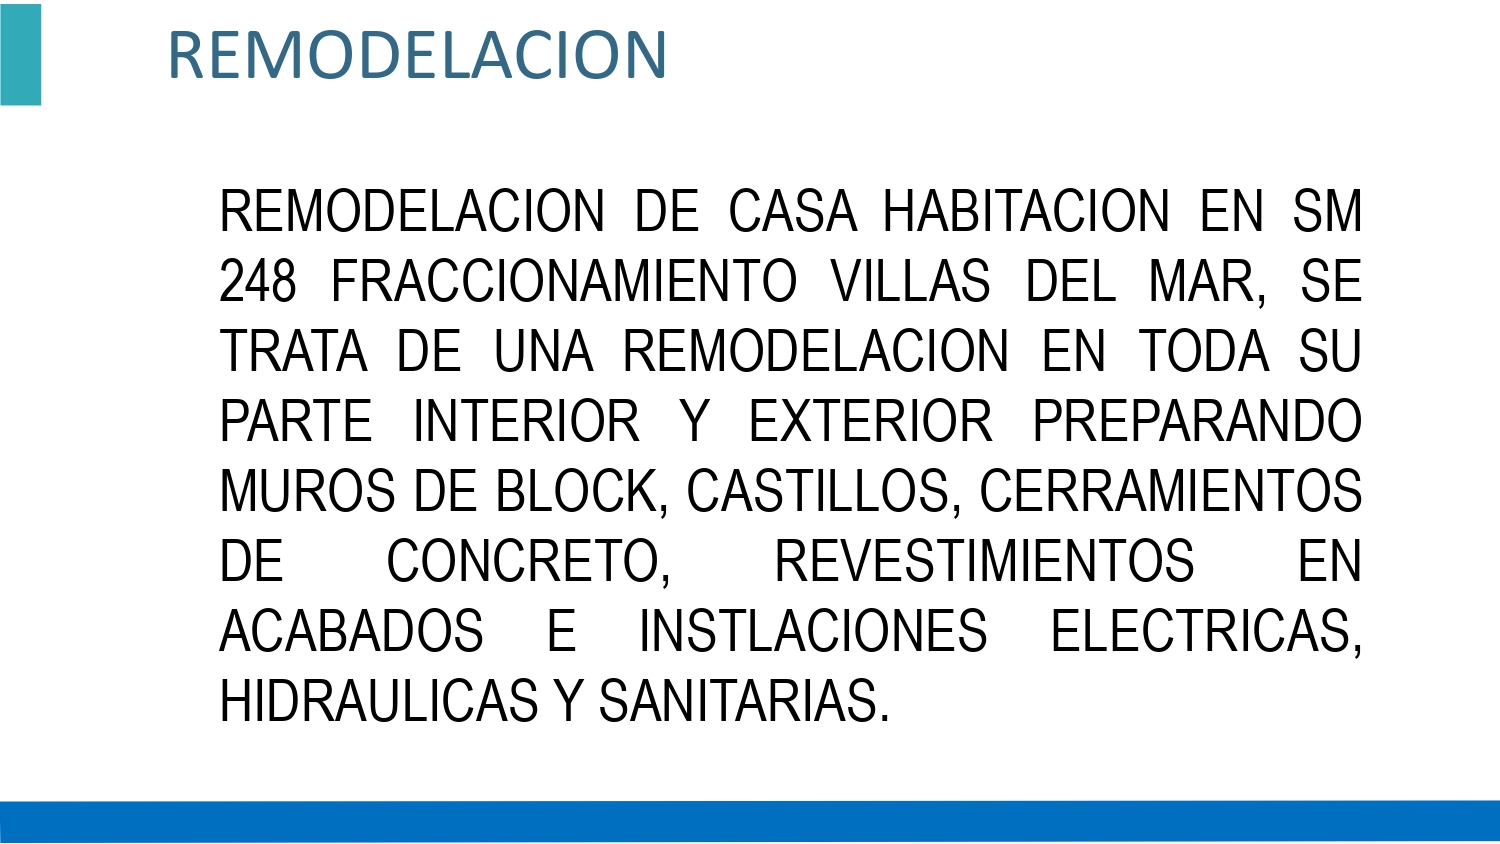 REMODELACION
REMODELACION DE CASA HABITACION EN SM
248 FRACCIONAMIENTO VILLAS DEL MAR, SE
TRATA DE UNA REMODELACION EN TODA SU
PARTE INTERIOR Y EXTERIOR PREPARANDO
MUROS DE BLOCK, CASTILLOS, CERRAMIENTOS
DE CONCRETO, REVESTIMIENTOS EN
ACABADOS E INSTLACIONES ELECTRICAS,
HIDRAULICAS Y SANITARIAS.